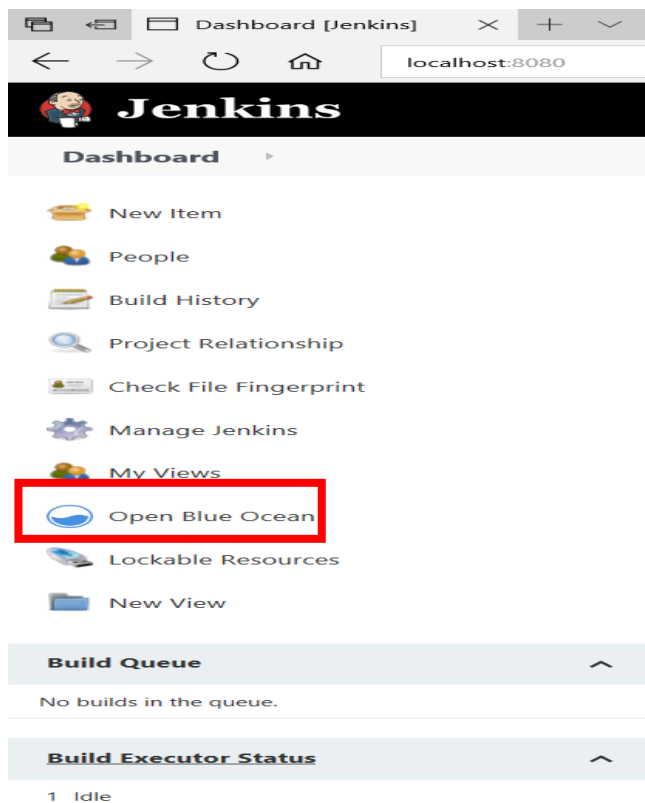 Dashboard [Jenkins]
localhost:8080
Jenkins
Dashboard
New Item
People
Build History
Project Relationship
Check File Fingerprint
Manage Jenkins
My Views
Open Blue Ocean
Lockable Resources
New View
Build Queue
No builds in the queue.
Build Executor Status
1 Idle